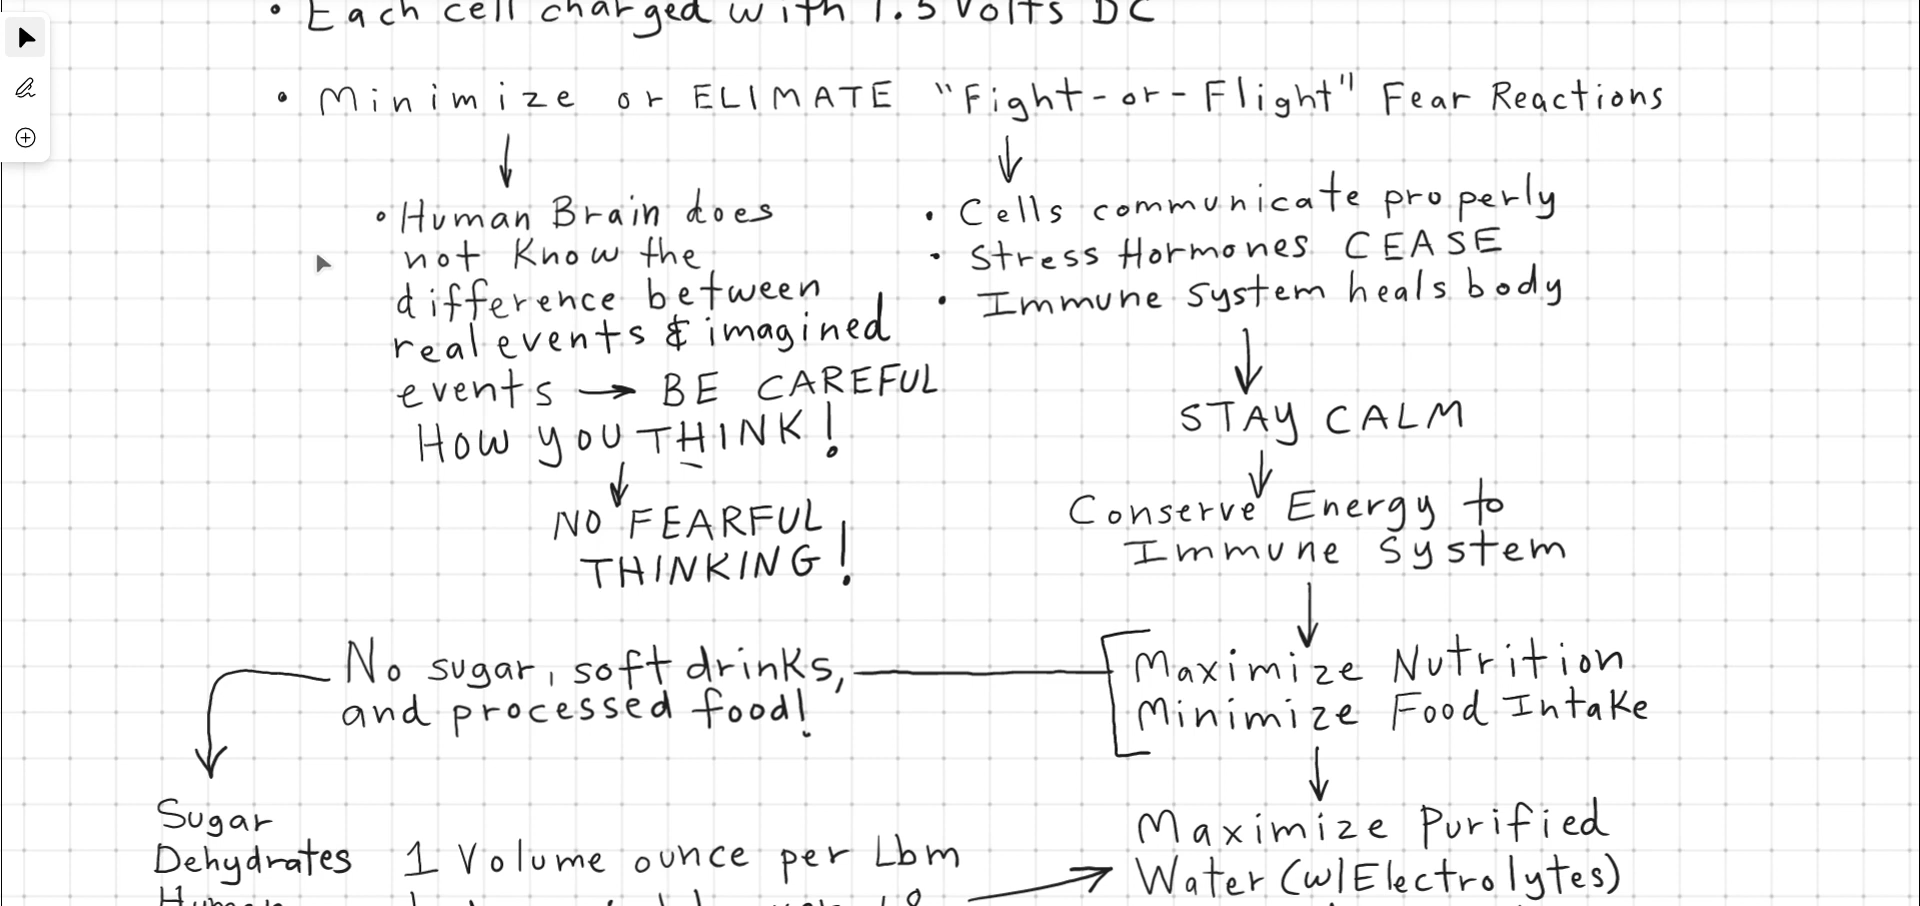 • Each cell charged with 1.5 Volts DC
• Minimize or ELIMATE "Fight-or-Flight" Fear Reactions
• Human Brain does
not Know the
difference between
real events & imagined
events → BE CAREFUL
HOW YOU THINK!
NO FEARFUL
THINKING!
• Cells communicate properly
• Stress Hormones CEASE
• Immune System heals body
STAY CALM
Conserve Energy to
Immune System
Maximize Nutrition
Minimize Food Intake
No sugar, soft drinks,
and processed food!
Sugar
Dehydrates
1 Volume ounce per Lbm
Maximize Purified
Water (w/Electrolytes)